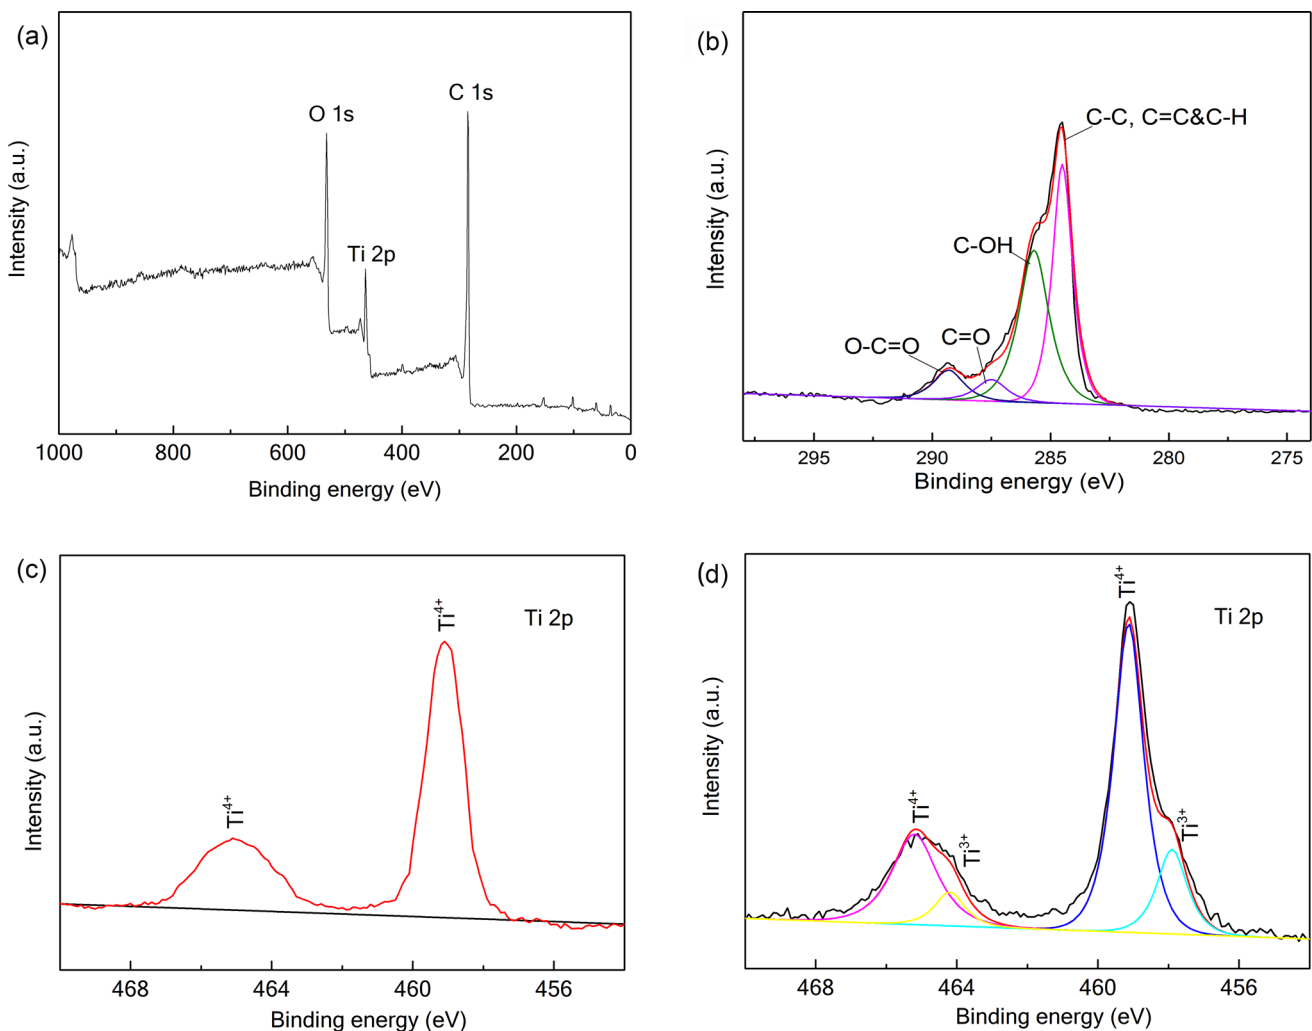 (a)
O 1s
Ti 2p
C 1s
Intensity (a.u.)
1000 800 600 400 200 0
Binding energy (eV)
(b)
C-C, C=C&C-H
C-OH
C=O
O-C=O
Intensity (a.u.)
295 290 285 280 275
Binding energy (eV)
(c)
Ti4+
Ti4+
Ti 2p
Intensity (a.u.)
468 464 460 456
Binding energy (eV)
(d)
Ti4+
Ti3+
Ti4+
Ti3+
Ti 2p
Intensity (a.u.)
468 464 460 456
Binding energy (eV)